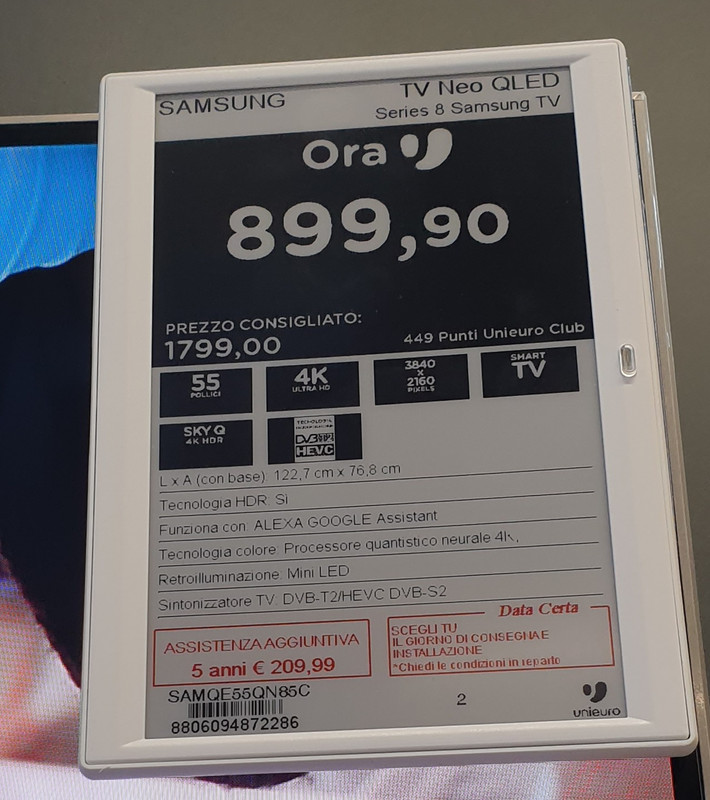 SAMSUNG
TV Neo QLED
Series 8 Samsung TV
Ora
899,90
PREZZO CONSIGLIATO:
1799,00
449 Punti Unieuro Club
55
POLLICI
4K
ULTRA HD
3840
x
2160
PIXELS
SMART
TV
SKY Q
4K HDR
TECNOLOGIA
DVB-T2
HEVC
L x A (con base): 122,7 cm x 76,8 cm
Tecnologia HDR: Si
Funziona con: ALEXA GOOGLE Assistant
Tecnologia colore: Processore quantistico neurale 4K,
Retroilluminazione: Mini LED
Sintonizzatore TV: DVB-T2/HEVC DVB-S2
ASSISTENZA AGGIUNTIVA
5 anni € 209,99
Data Certa
SCEGLI TU
IL GIORNO DI CONSEGNA E
INSTALLAZIONE
*Chiedi le condizioni in reparto
SAMQE55QN85C
8806094872286
2
unieuro